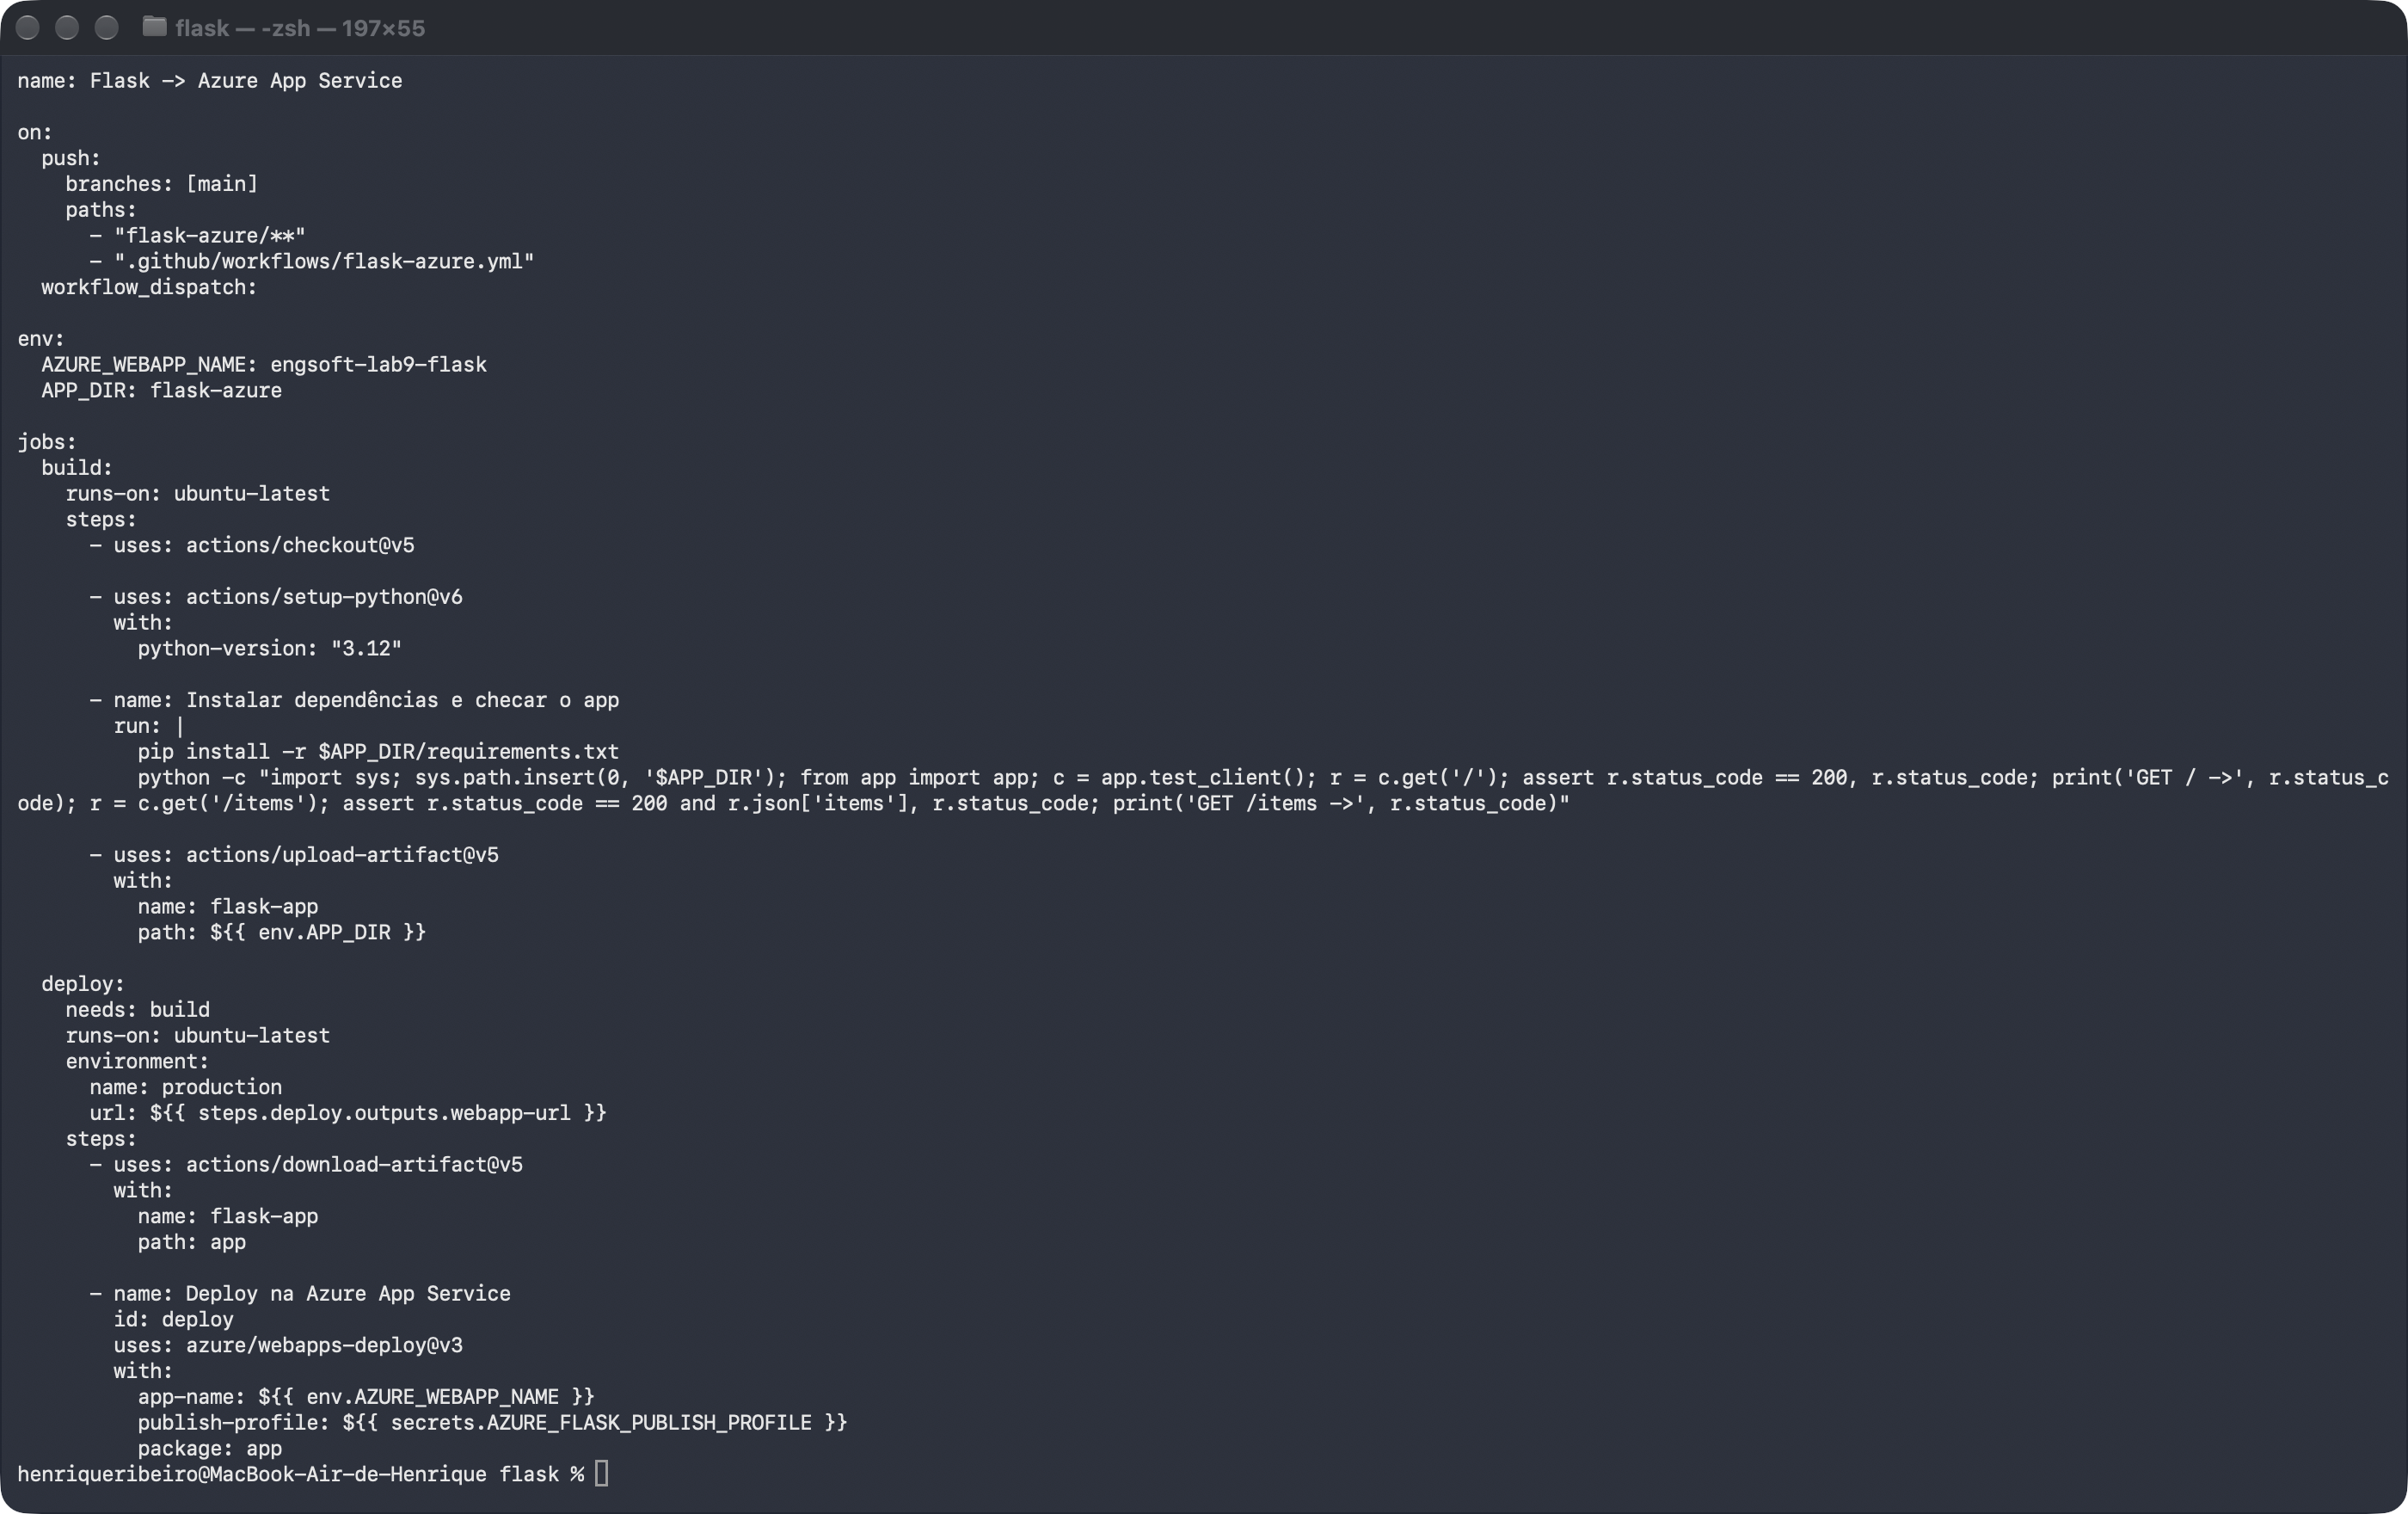 flask — -zsh — 197×55
name: Flask -> Azure App Service
on:
  push:
    branches: [main]
    paths:
      - "flask-azure/**"
      - ".github/workflows/flask-azure.yml"
  workflow_dispatch:
env:
  AZURE_WEBAPP_NAME: engsoft-lab9-flask
  APP_DIR: flask-azure
jobs:
  build:
    runs-on: ubuntu-latest
    steps:
      - uses: actions/checkout@v5
      - uses: actions/setup-python@v6
        with:
          python-version: "3.12"
      - name: Instalar dependências e checar o app
        run: |
          pip install -r $APP_DIR/requirements.txt
          python -c "import sys; sys.path.insert(0, '$APP_DIR'); from app import app; c = app.test_client(); r = c.get('/'); assert r.status_code == 200, r.status_code; print('GET / ->', r.status_c
ode); r = c.get('/items'); assert r.status_code == 200 and r.json['items'], r.status_code; print('GET /items ->', r.status_code)"
      - uses: actions/upload-artifact@v5
        with:
          name: flask-app
          path: ${{ env.APP_DIR }}
  deploy:
    needs: build
    runs-on: ubuntu-latest
    environment:
      name: production
      url: ${{ steps.deploy.outputs.webapp-url }}
    steps:
      - uses: actions/download-artifact@v5
        with:
          name: flask-app
          path: app
      - name: Deploy na Azure App Service
        id: deploy
        uses: azure/webapps-deploy@v3
        with:
          app-name: ${{ env.AZURE_WEBAPP_NAME }}
          publish-profile: ${{ secrets.AZURE_FLASK_PUBLISH_PROFILE }}
          package: app
henriqueribeiro@MacBook-Air-de-Henrique flask %